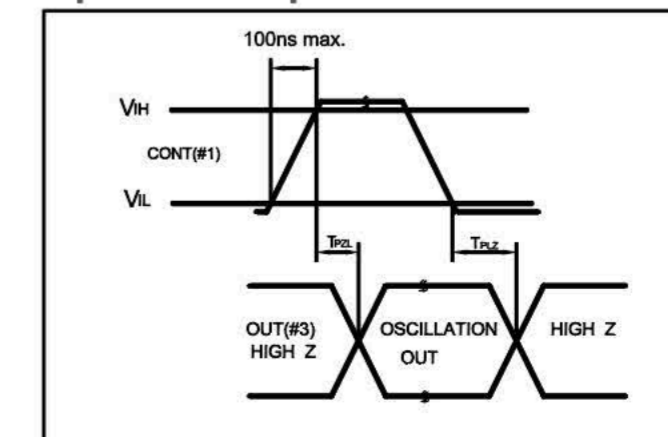 100ns max.
VIH
CONT(#1)
VIL
TPZL
TPLZ
OUT(#3)
HIGH Z
OSCILLATION
OUT
HIGH Z